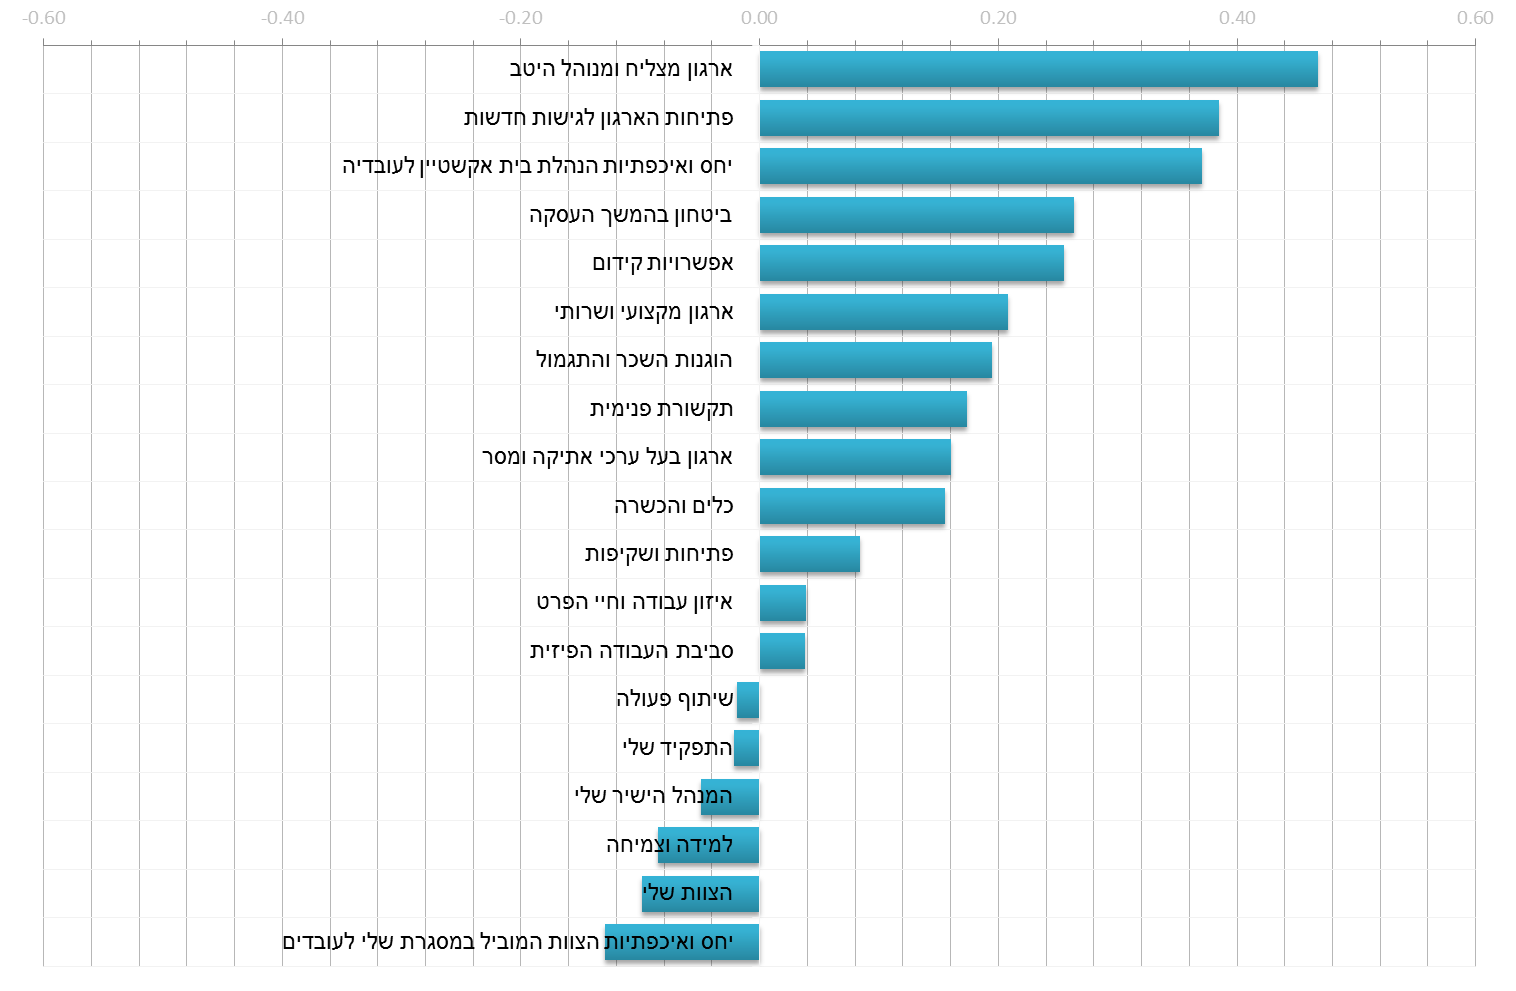 -0.60 -0.40 -0.20 0.00 0.20 0.40 0.60
ארגון מצליח ומנוהל היטב
פתיחות הארגון לגישות חדשות
יחס ואיכפתיות הנהלת בית אקשטיין לעובדיה
ביטחון בהמשך העסקה
אפשרויות קידום
ארגון מקצועי ושרותי
הוגנות השכר והתגמול
תקשורת פנימית
ארגון בעל ערכי אתיקה ומסר
כלים והכשרה
פתיחות ושקיפות
איזון עבודה וחיי הפרט
סביבת העבודה הפיזית
שיתוף פעולה
התפקיד שלי
המנהל הישיר שלי
למידה וצמיחה
הצוות שלי
יחס ואיכפתיות הצוות המוביל במסגרת שלי לעובדים